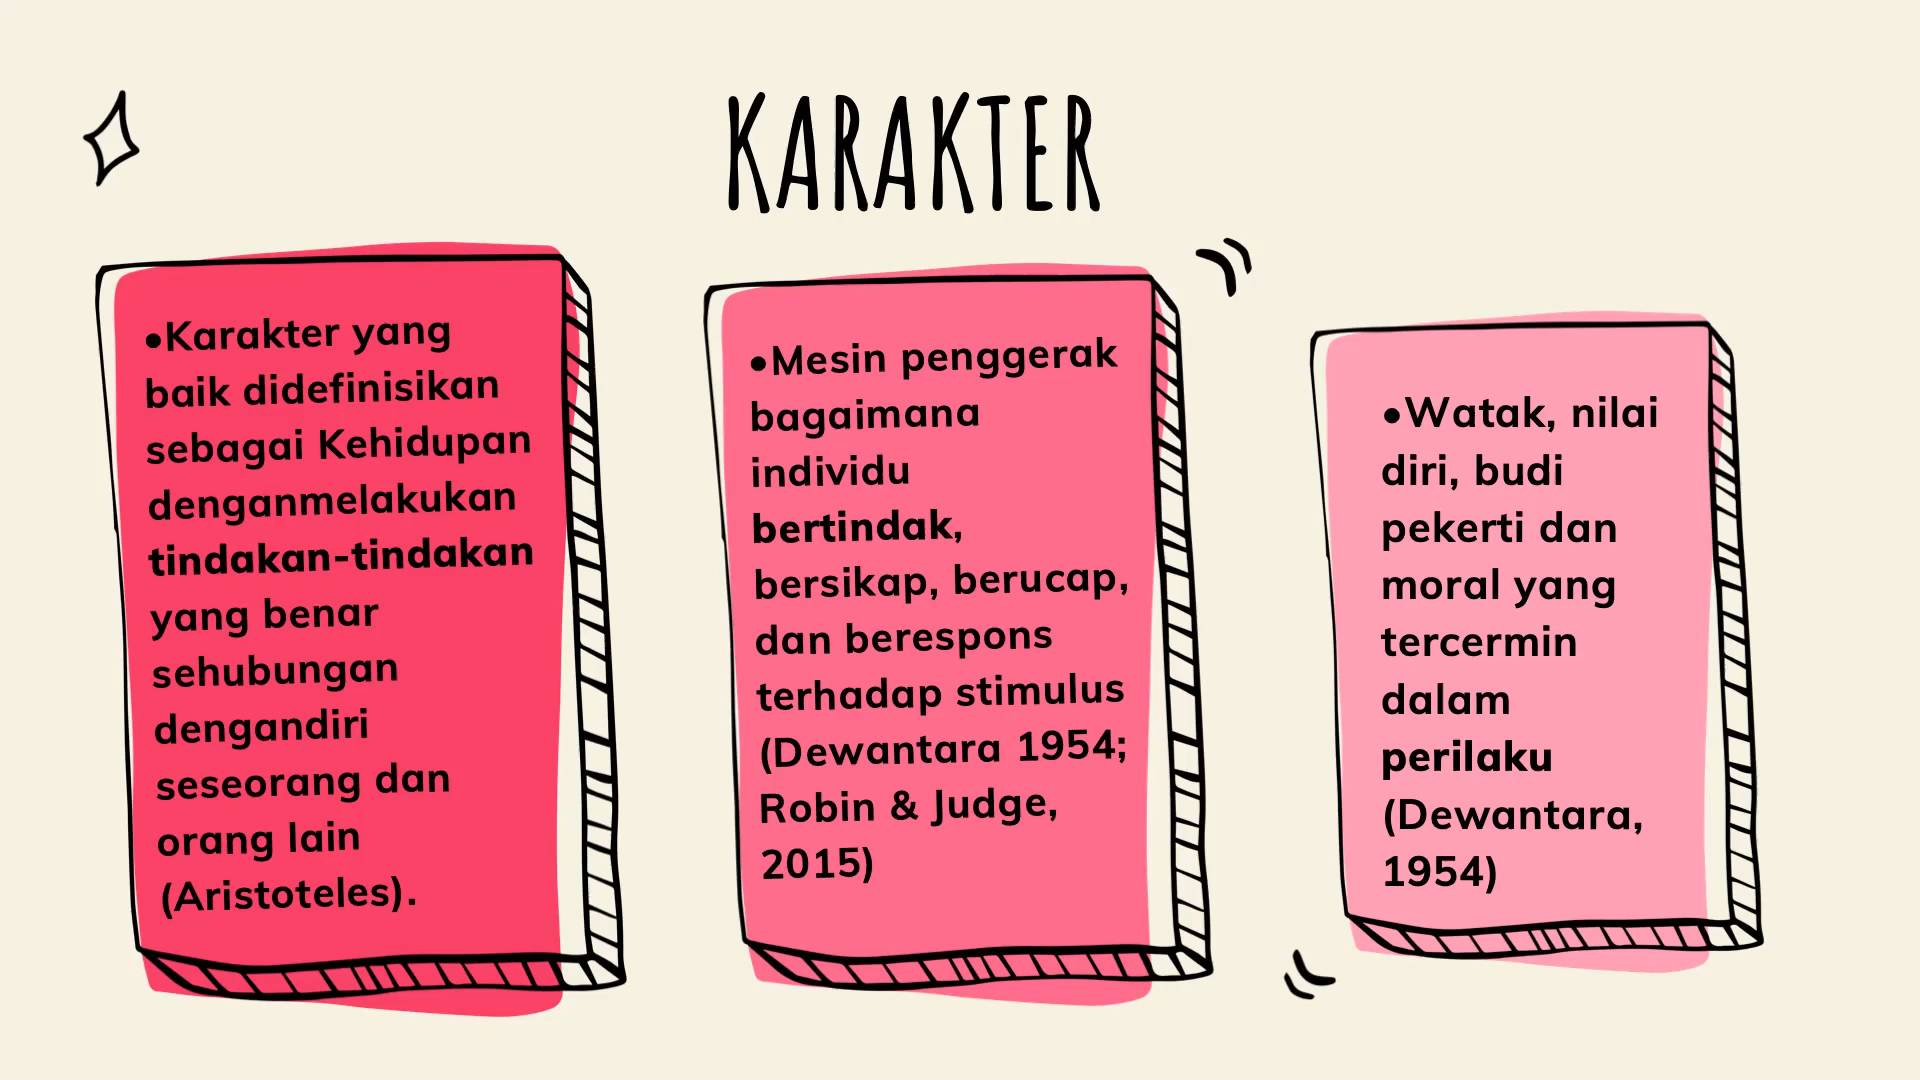 KARAKTER
•Karakter yang
baik didefinisikan
sebagai Kehidupan
denganmelakukan
tindakan-tindakan
yang benar
sehubungan
dengandiri
seseorang dan
orang lain
(Aristoteles).
•Mesin penggerak
bagaimana
individu
bertindak,
bersikap, berucap,
dan berespons
terhadap stimulus
(Dewantara 1954;
Robin & Judge,
2015)
•Watak, nilai
diri, budi
pekerti dan
moral yang
tercermin
dalam
perilaku
(Dewantara,
1954)